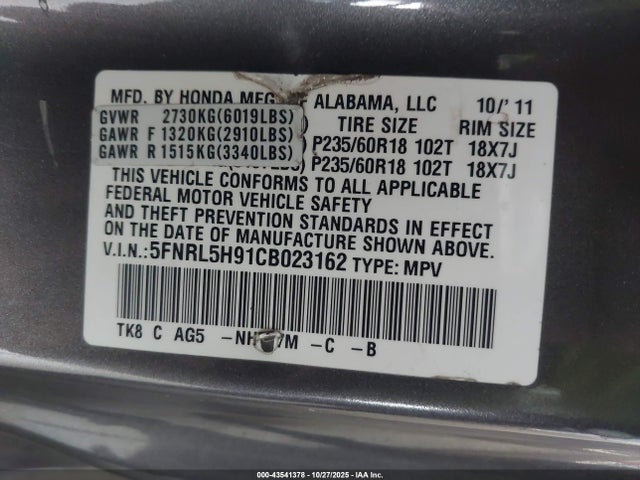 MFD. BY HONDA MFG. OF ALABAMA, LLC 10/'11
TIRE SIZE RIM SIZE
GVWR 2730KG(6019LBS)
GAWR F 1320KG(2910LBS) P235/60R18 102T 18X7J
GAWR R 1515KG(3340LBS) P235/60R18 102T 18X7J
THIS VEHICLE CONFORMS TO ALL APPLICABLE
FEDERAL MOTOR VEHICLE SAFETY
AND THEFT PREVENTION STANDARDS IN EFFECT
ON THE DATE OF MANUFACTURE SHOWN ABOVE.
V.I.N.:5FNRL5H91CB023162 TYPE: MPV
TK8 C AG5 -C -B
000-43541378 | 10/27/2025 | IAA Inc.